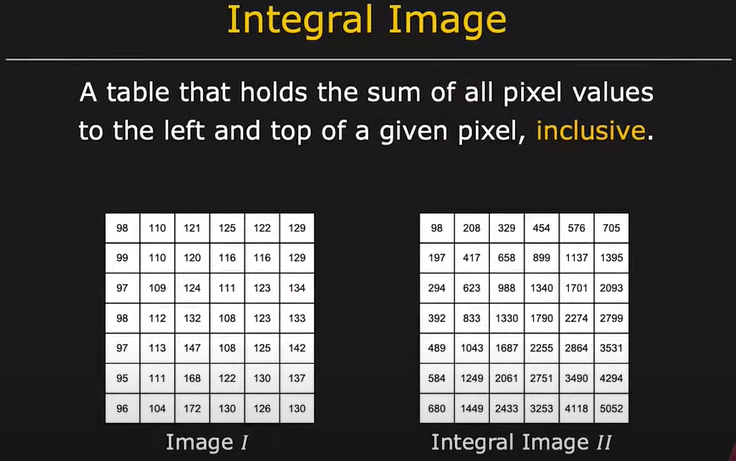 Integral Image
A table that holds the sum of all pixel values
to the left and top of a given pixel, inclusive.
98 110 121 125 122 129
99 110 120 116 116 129
97 109 124 111 123 134
98 112 132 108 123 133
97 113 147 108 125 142
95 111 168 122 130 137
96 104 172 130 126 130
Image I
98 208 329 454 576 705
197 417 658 899 1137 1395
294 623 988 1340 1701 2093
392 833 1330 1790 2274 2799
489 1043 1687 2255 2864 3531
584 1249 2061 2751 3490 4294
680 1449 2433 3253 4118 5052
Integral Image II